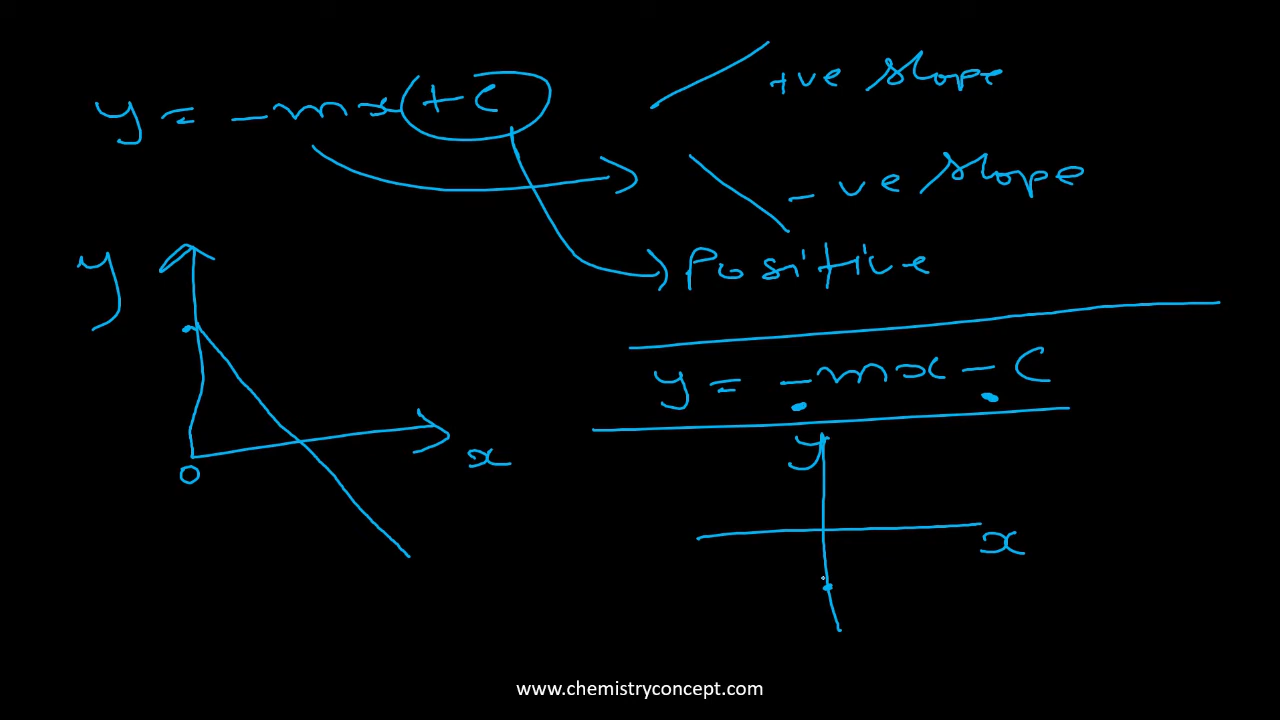 y = -mx + C
+ve slope
-ve slope
Positive
y
x
0
y = -mx - C
y
x
www.chemistryconcept.com